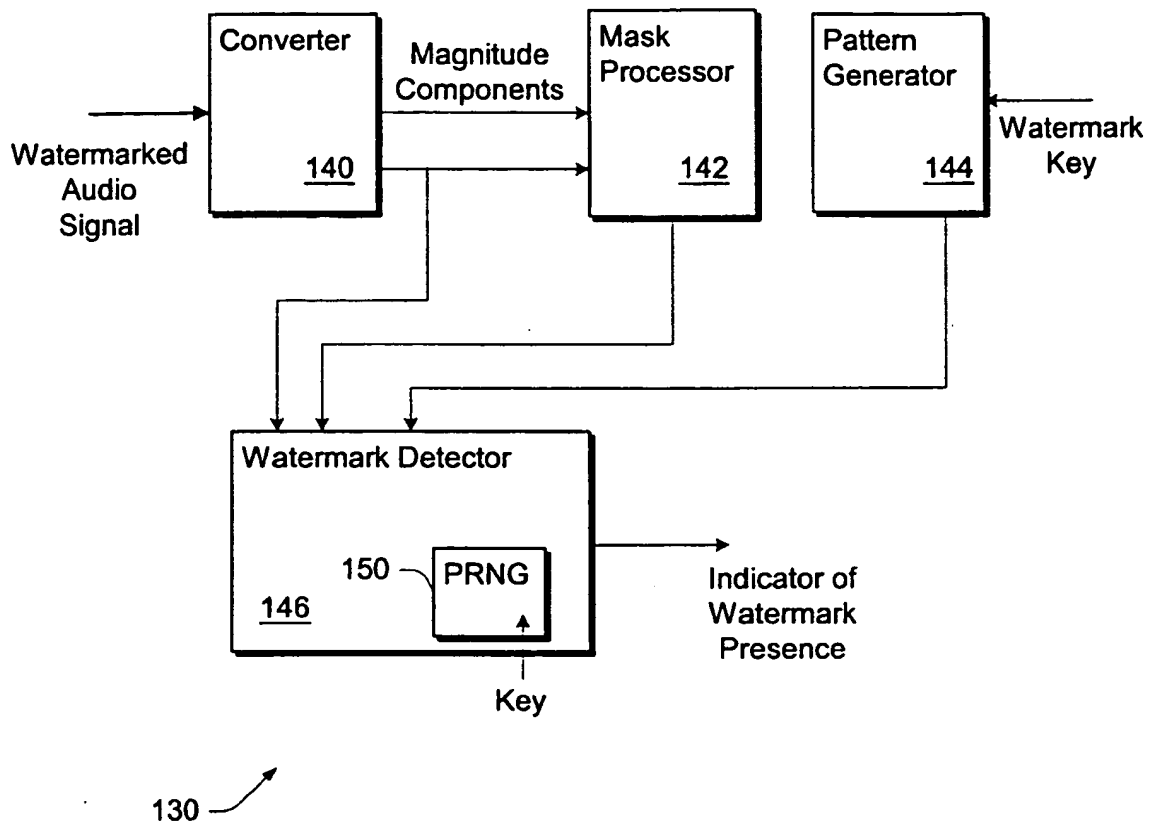 Converter
140
Magnitude
Components
Mask
Processor
142
Pattern
Generator
144
Watermarked
Audio
Signal
Watermark
Key
Watermark Detector
146
150
PRNG
Key
Indicator of
Watermark
Presence
130